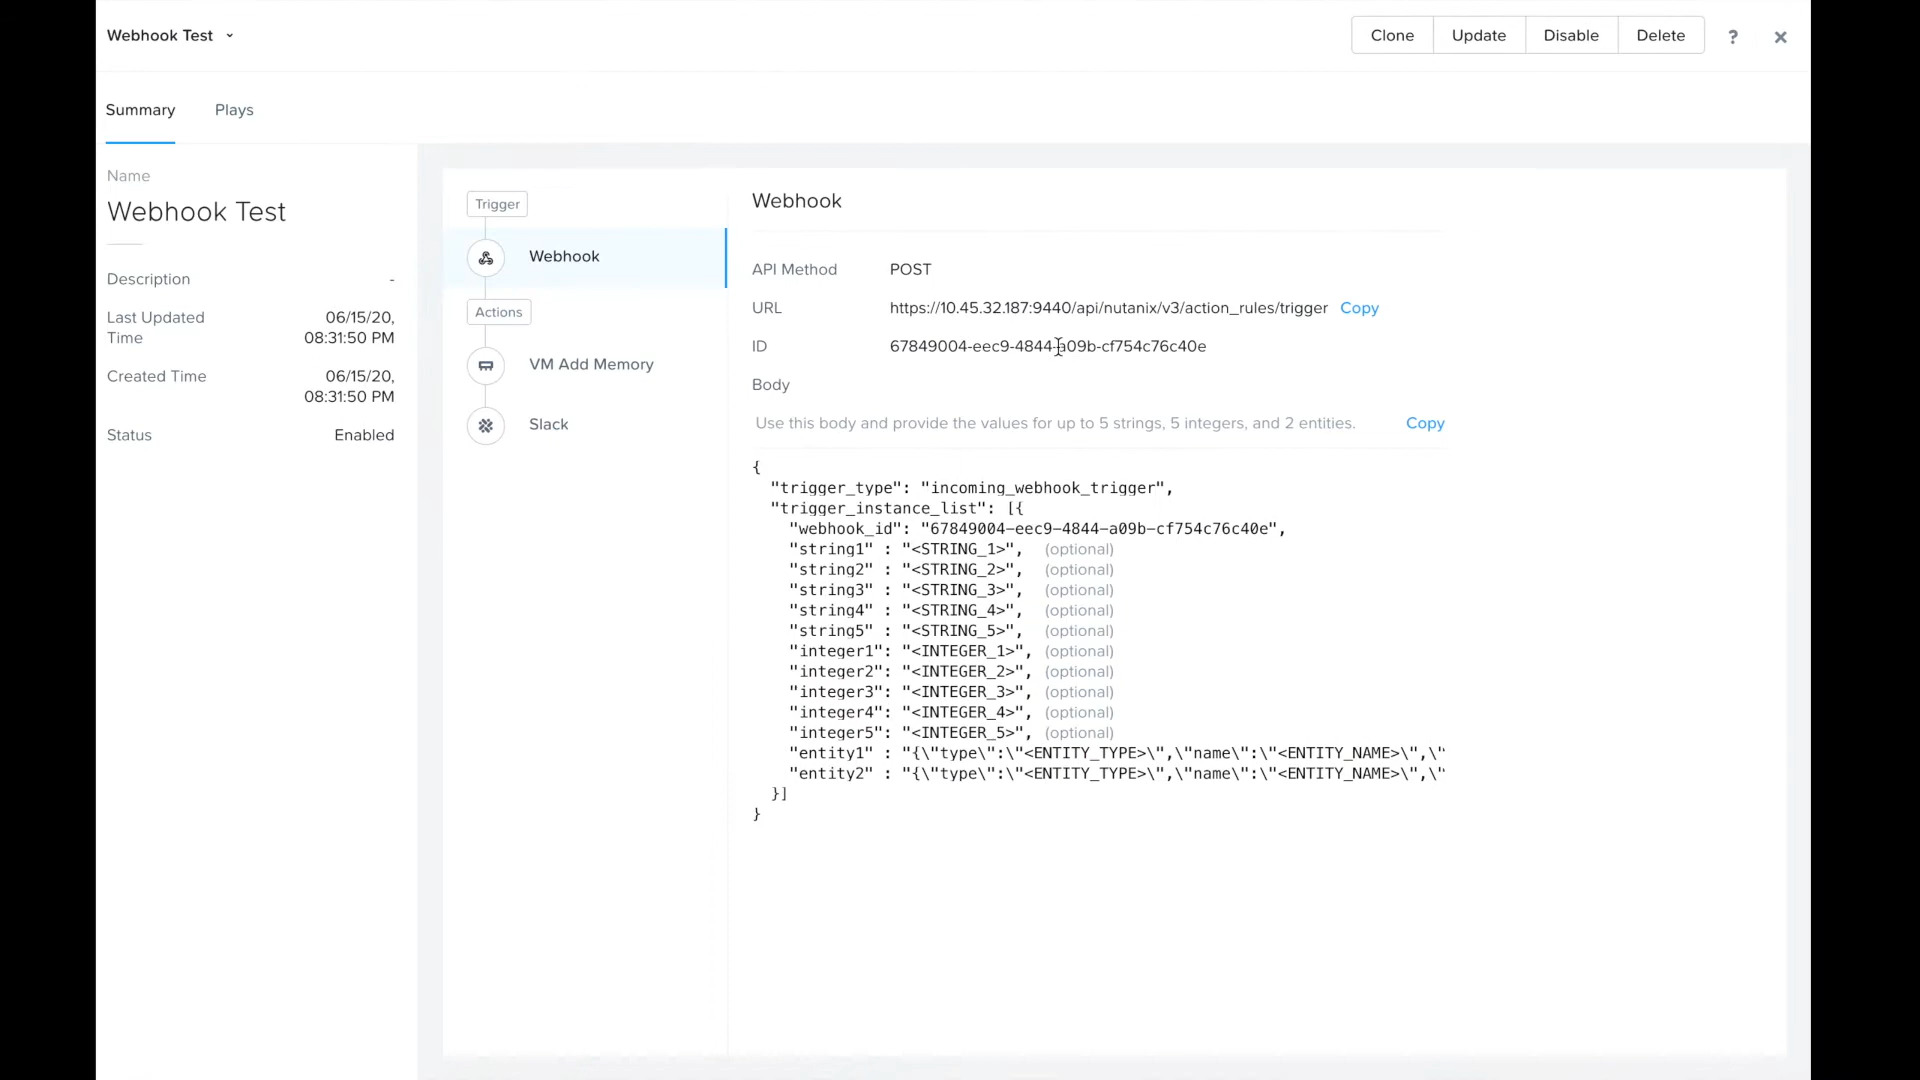 Webhook Test
Clone Update Disable Delete ? ×
Summary Plays
Name
Webhook Test
Description -
Last Updated Time 06/15/20, 08:31:50 PM
Created Time 06/15/20, 08:31:50 PM
Status Enabled
Trigger
Webhook
Actions
VM Add Memory
Slack
Webhook
API Method POST
URL https://10.45.32.187:9440/api/nutanix/v3/action_rules/trigger Copy
ID 67849004-eec9-4844-a09b-cf754c76c40e
Body
Use this body and provide the values for up to 5 strings, 5 integers, and 2 entities. Copy
{
"trigger_type": "incoming_webhook_trigger",
"trigger_instance_list": [{
"webhook_id": "67849004-eec9-4844-a09b-cf754c76c40e",
"string1" : "<STRING_1>", (optional)
"string2" : "<STRING_2>", (optional)
"string3" : "<STRING_3>", (optional)
"string4" : "<STRING_4>", (optional)
"string5" : "<STRING_5>", (optional)
"integer1": "<INTEGER_1>", (optional)
"integer2": "<INTEGER_2>", (optional)
"integer3": "<INTEGER_3>", (optional)
"integer4": "<INTEGER_4>", (optional)
"integer5": "<INTEGER_5>", (optional)
"entity1" : "{\"type\":\"<ENTITY_TYPE>\",\"name\":\"<ENTITY_NAME>\",\"
"entity2" : "{\"type\":\"<ENTITY_TYPE>\",\"name\":\"<ENTITY_NAME>\",\"
}]
}